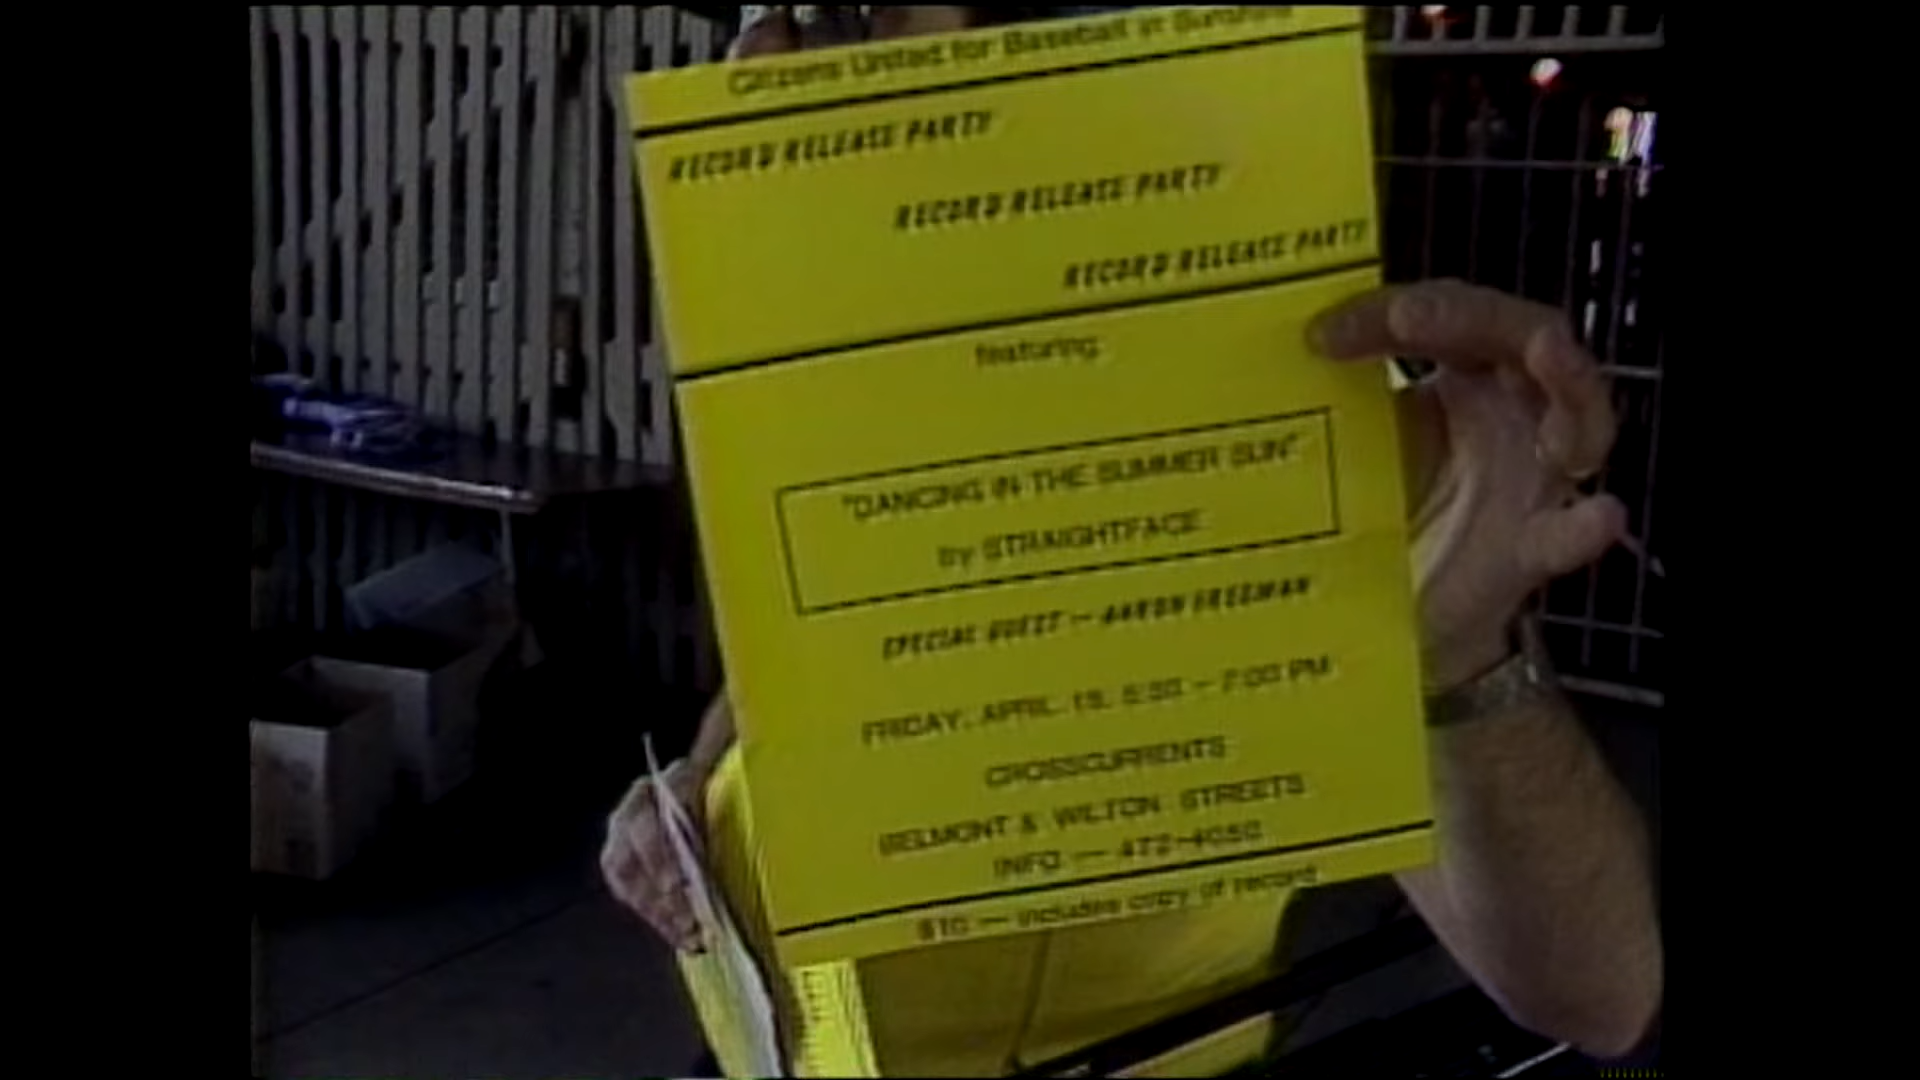 Citizens United for Baseball in Sunshine
RECORD RELEASE PARTY
RECORD RELEASE PARTY
RECORD RELEASE PARTY
featuring
"DANCING IN THE SUMMER SUN"
by STRAIGHTFACE
SPECIAL GUEST — AARON FREEMAN
FRIDAY, APRIL 19, 5:30 — 7:00 PM
CROSSCURRENTS
BELMONT & WILTON STREETS
INFO — 472-4050
$10 — includes copy of record